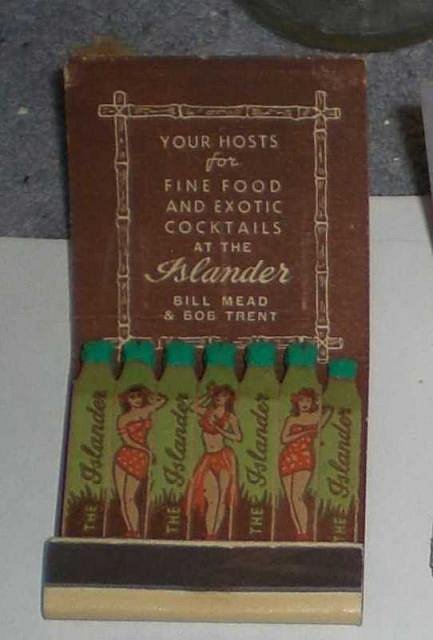 YOUR HOSTS
for
FINE FOOD
AND EXOTIC
COCKTAILS
AT THE
Islander
BILL MEAD
& BOB TRENT
THE Islander
THE Islander
THE Islander
THE Islander